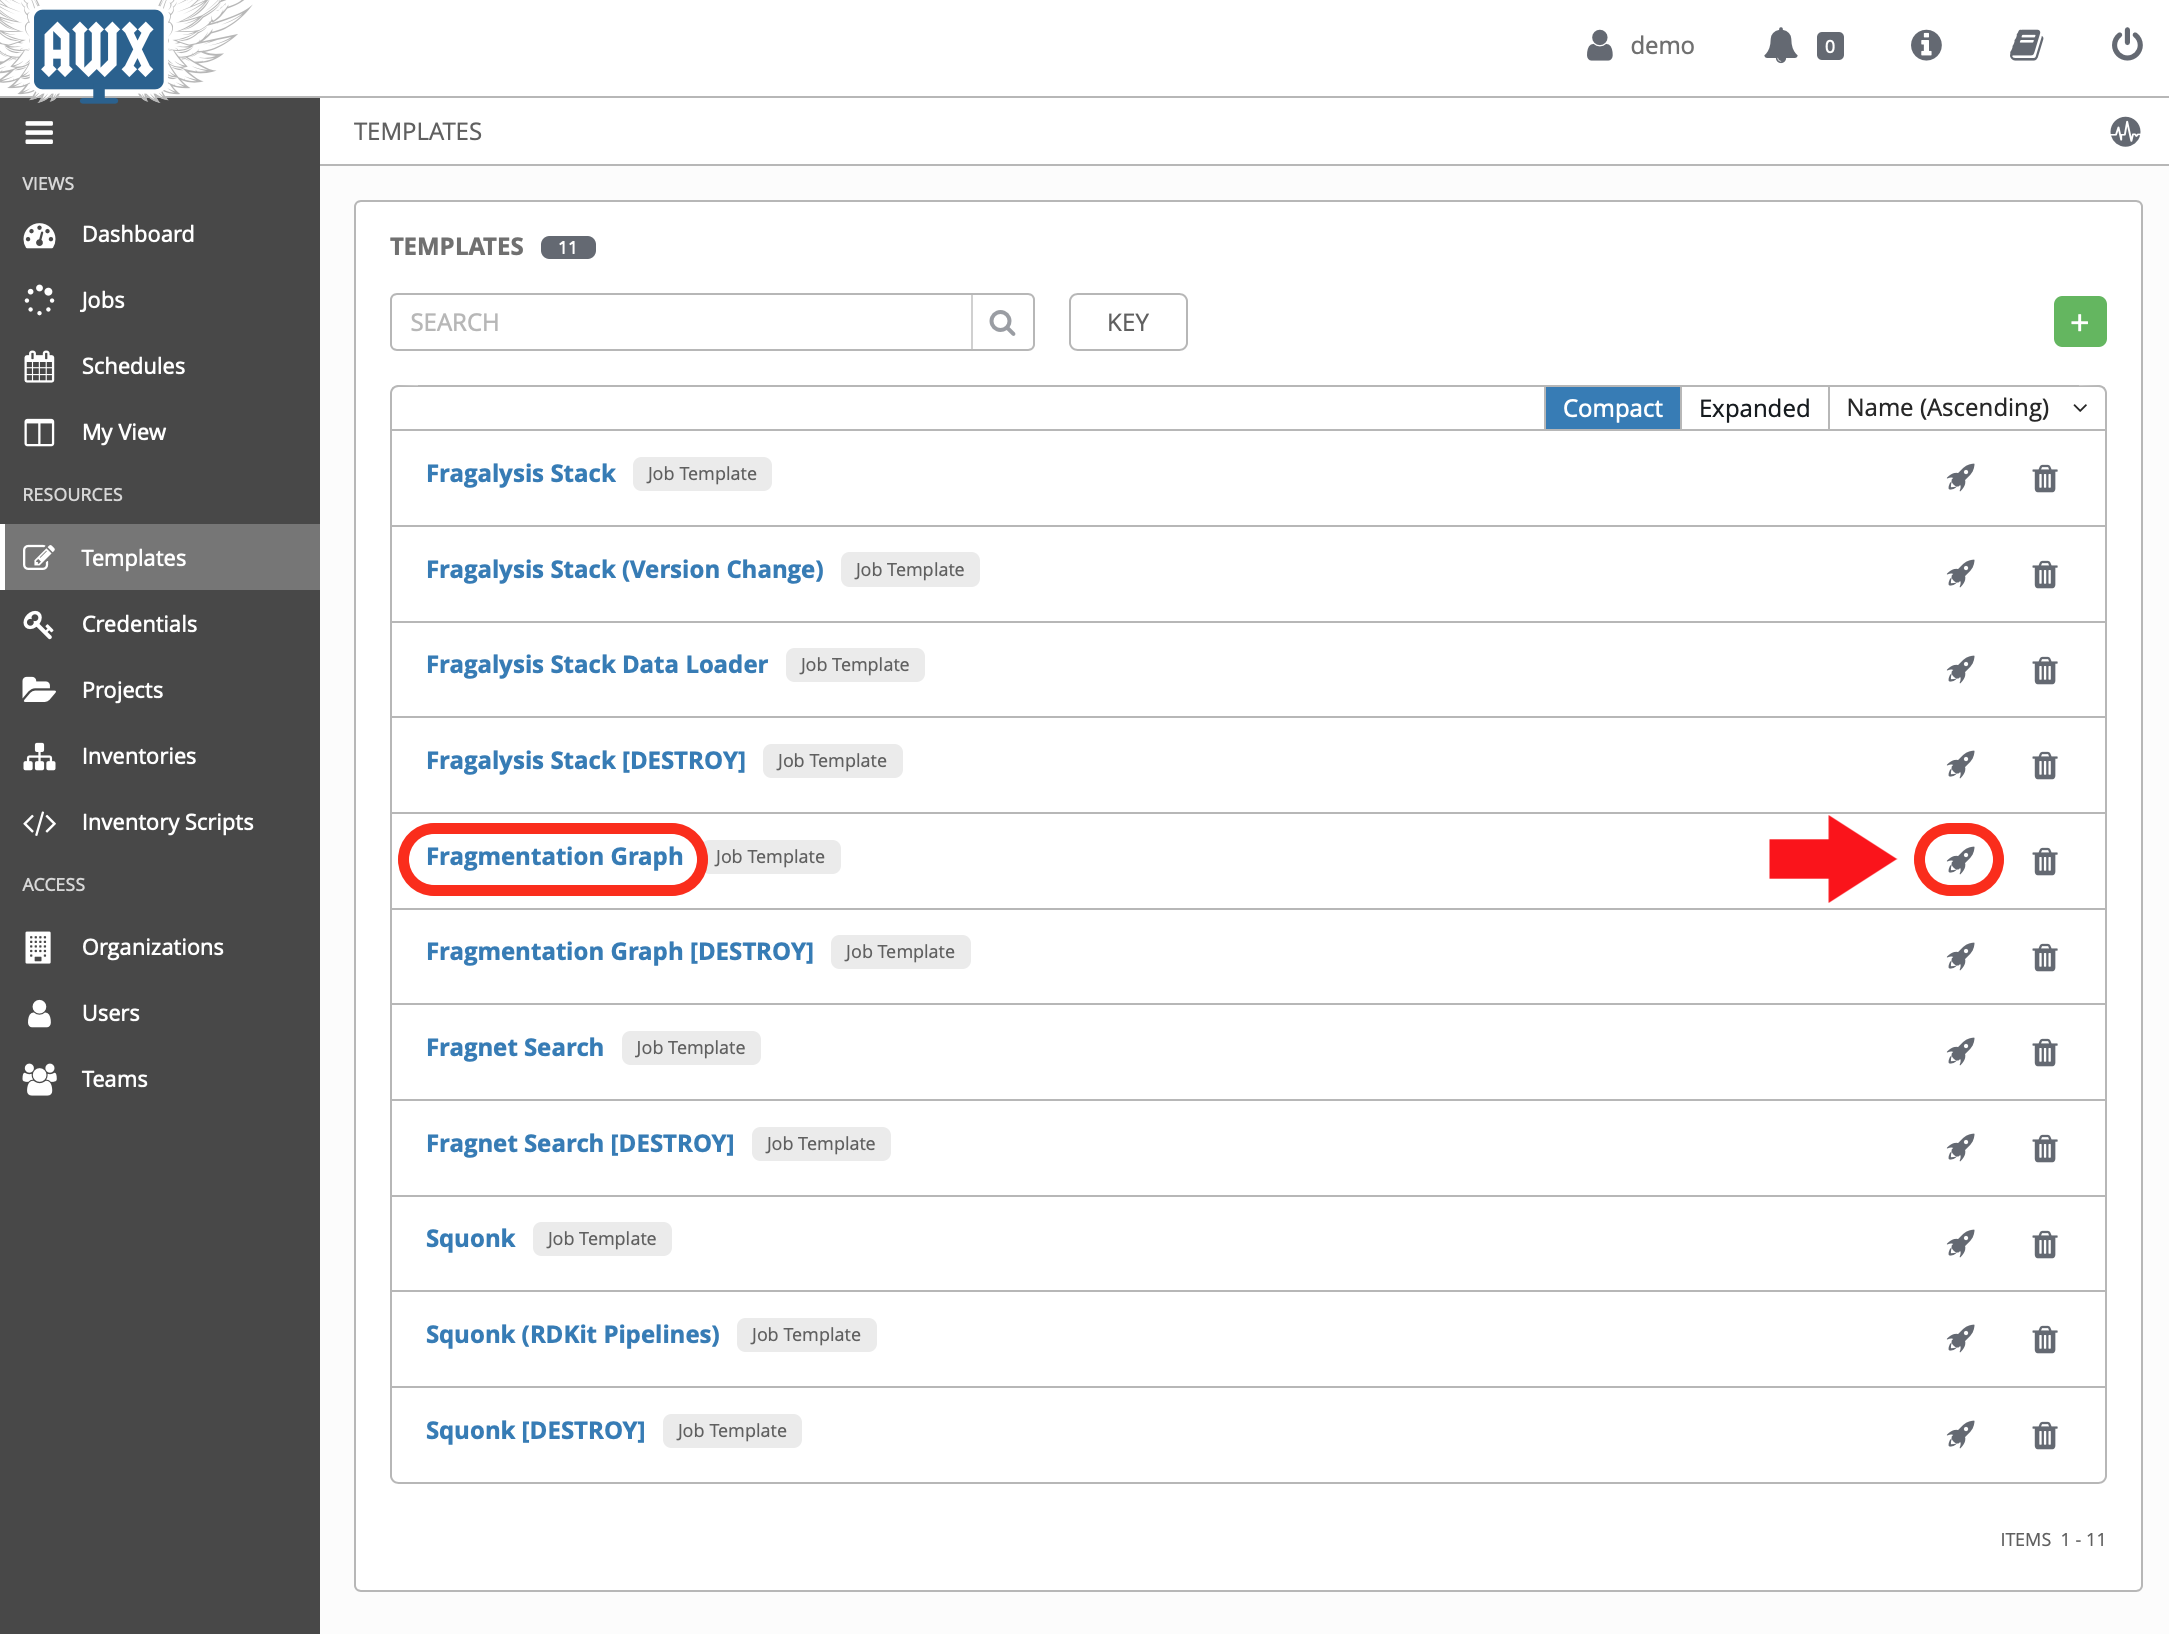 AWX
demo
0
TEMPLATES
VIEWS
Dashboard
Jobs
Schedules
My View
RESOURCES
Templates
Credentials
Projects
Inventories
Inventory Scripts
ACCESS
Organizations
Users
Teams
TEMPLATES 11
SEARCH
KEY
+
Compact Expanded Name (Ascending)
Fragalysis Stack Job Template
Fragalysis Stack (Version Change) Job Template
Fragalysis Stack Data Loader Job Template
Fragalysis Stack [DESTROY] Job Template
Fragmentation Graph Job Template
Fragmentation Graph [DESTROY] Job Template
Fragnet Search Job Template
Fragnet Search [DESTROY] Job Template
Squonk Job Template
Squonk (RDKit Pipelines) Job Template
Squonk [DESTROY] Job Template
ITEMS 1 - 11